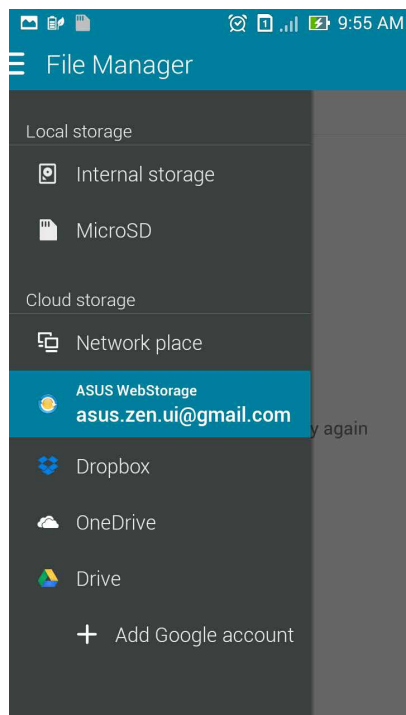 1 9:55 AM
File Manager
Local storage
Internal storage
MicroSD
Cloud storage
Network place
ASUS WebStorage
asus.zen.ui@gmail.com
y again
Dropbox
OneDrive
Drive
+ Add Google account